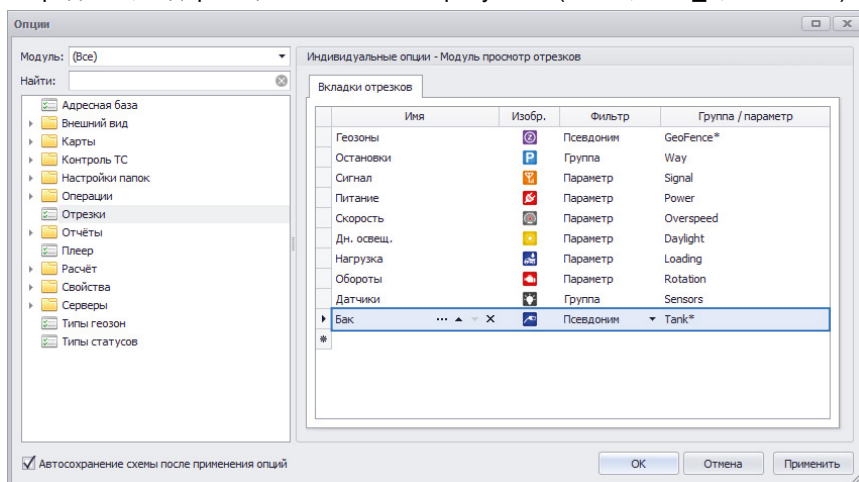 Опции
Модуль: (Все)
Найти:
Адресная база
Внешний вид
Карты
Контроль ТС
Настройки папок
Операции
Отрезки
Отчёты
Плеер
Расчёт
Свойства
Серверы
Типы геозон
Типы статусов
Индивидуальные опции - Модуль просмотр отрезков
Вкладки отрезков
Имя Изобр. Фильтр Группа / параметр
Геозоны Псевдоним GeoFence*
Остановки P Группа Way
Сигнал Параметр Signal
Питание Параметр Power
Скорость Параметр Overspeed
Дн. освещ. Параметр Daylight
Нагрузка Параметр Loading
Обороты Параметр Rotation
Датчики Группа Sensors
Бак Псевдоним Tank*
Автосохранение схемы после применения опций
ОК Отмена Применить